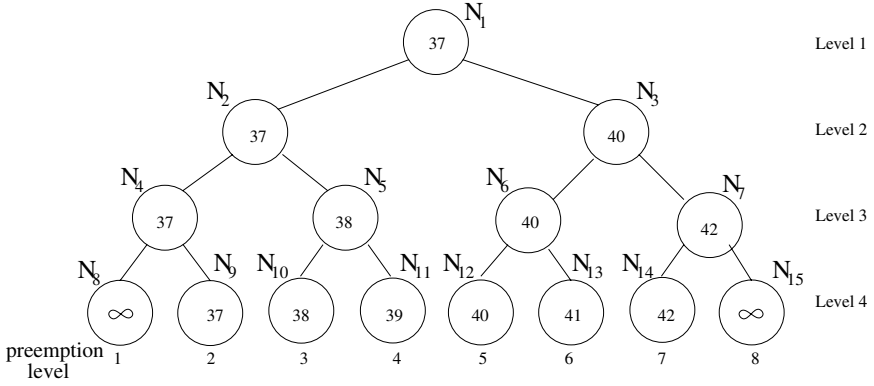 N1
37
Level 1
N2
N3
37
40
Level 2
N4
N5
N6
N7
37
38
40
42
Level 3
N8
N9
N10
N11
N12
N13
N14
N15
∞
37
38
39
40
41
42
∞
Level 4
preemption
level
1
2
3
4
5
6
7
8